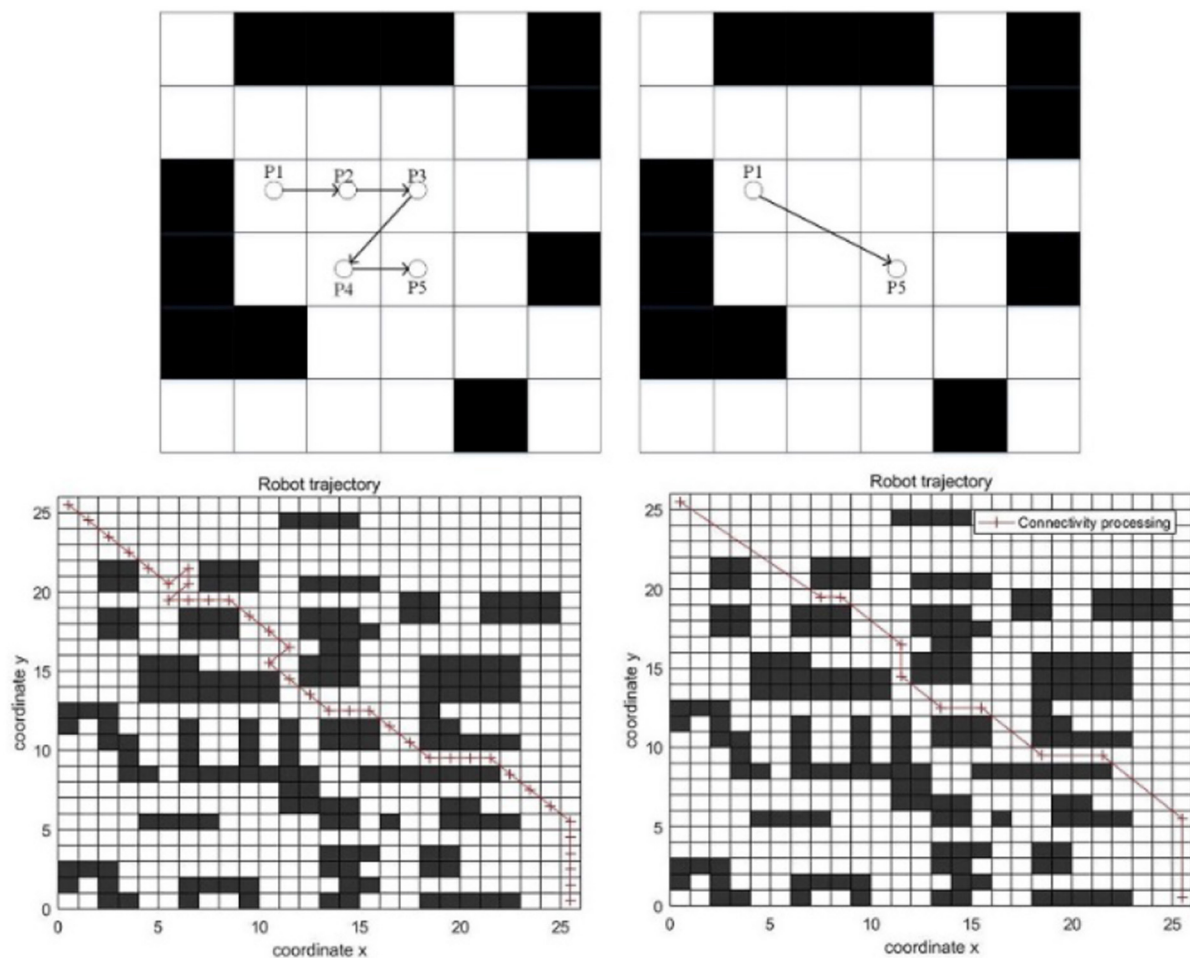 P1 P2 P3
P4 P5
P1
P5
Robot trajectory
25
20
15
10
5
0
coordinate y
0 5 10 15 20 25
coordinate x
Robot trajectory
Connectivity processing
25
20
15
10
5
0
coordinate y
0 5 10 15 20 25
coordinate x